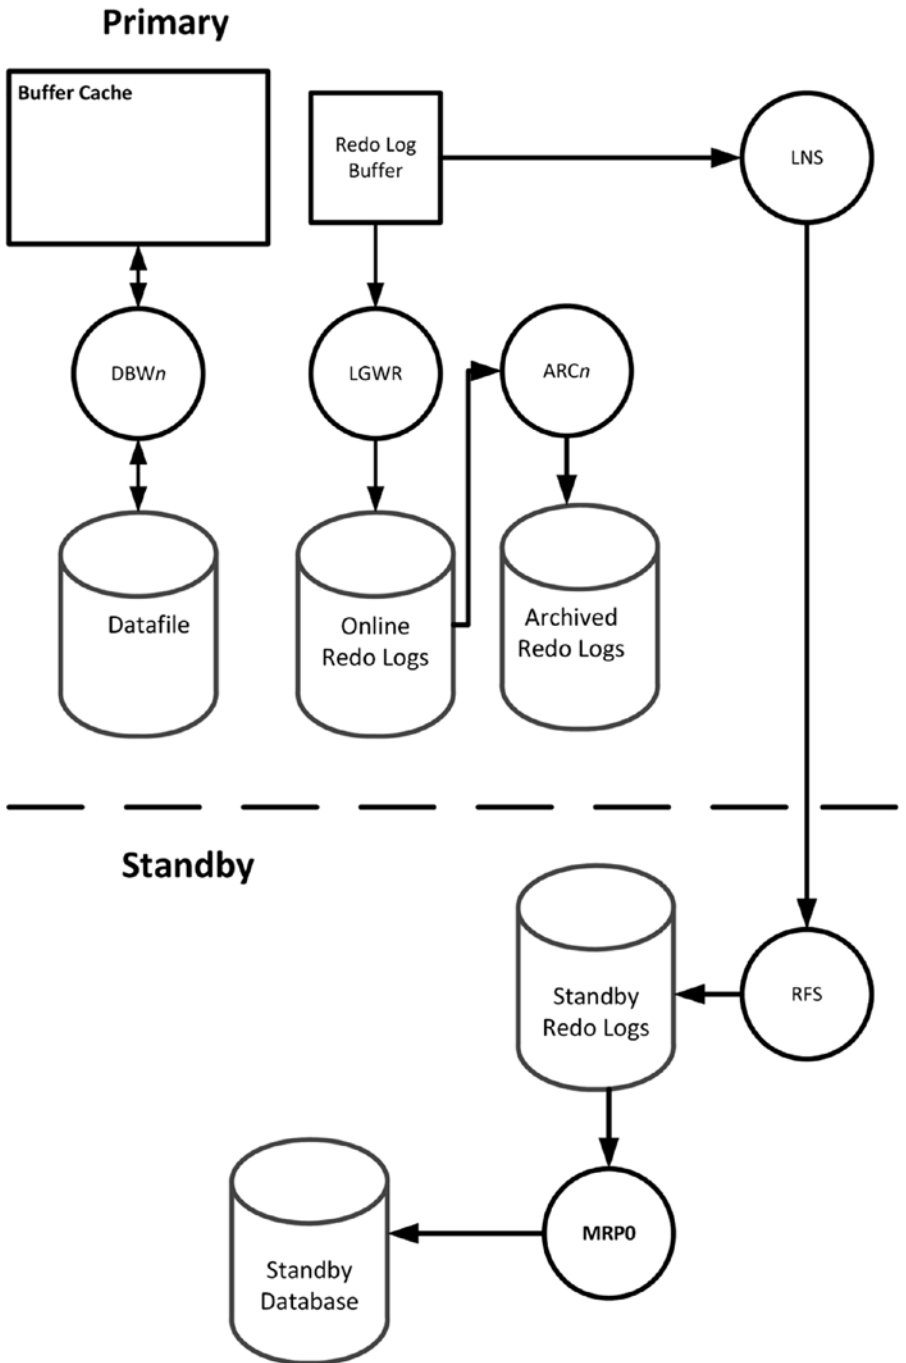 Primary
Buffer Cache
Redo Log
Buffer
LNS
DBWn
LGWR
ARCn
Datafile
Online
Redo Logs
Archived
Redo Logs
Standby
Standby
Redo Logs
RFS
MRP0
Standby
Database